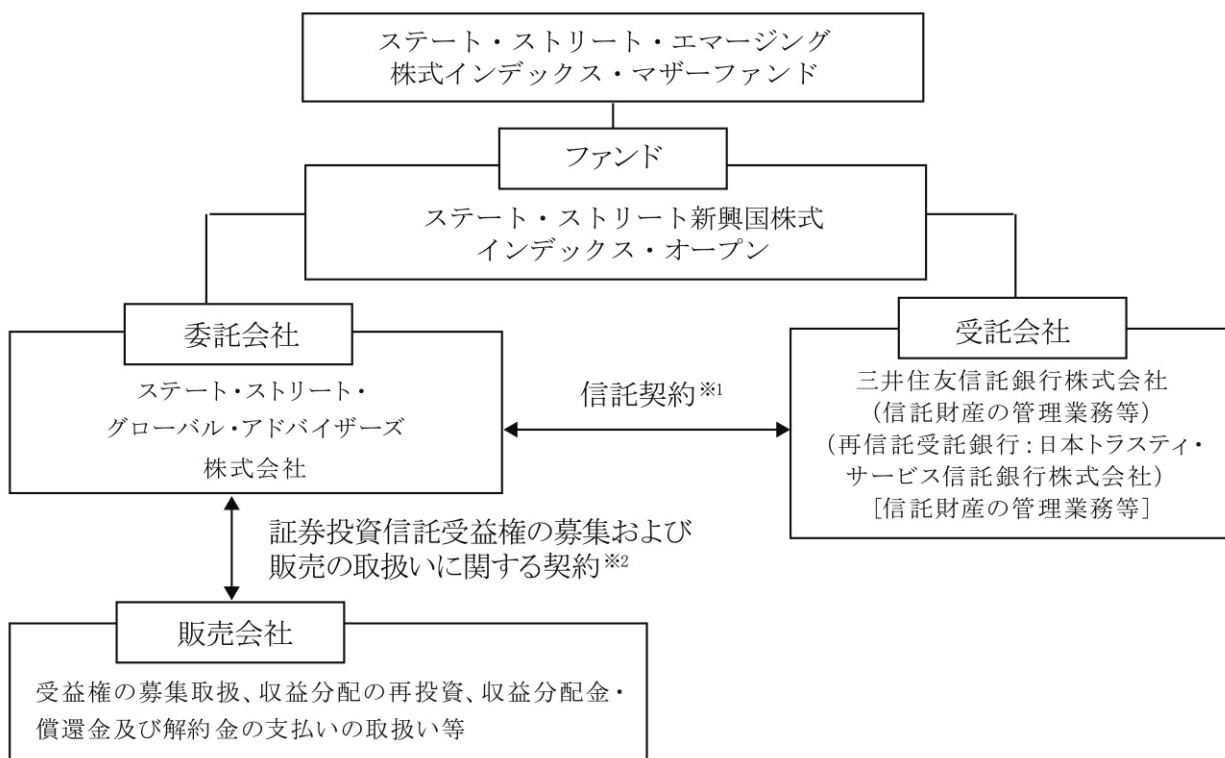 ステート・ストリート・エマージング
株式インデックス・マザーファンド
ファンド
ステート・ストリート新興国株式
インデックス・オープン
委託会社
ステート・ストリート・
グローバル・アドバイザーズ
株式会社
信託契約※1
受託会社
三井住友信託銀行株式会社
(信託財産の管理業務等)
(再信託受託銀行:日本トラスティ・
サービス信託銀行株式会社)
[信託財産の管理業務等]
証券投資信託受益権の募集および
販売の取扱いに関する契約※2
販売会社
受益権の募集取扱、収益分配の再投資、収益分配金・
償還金及び解約金の支払いの取扱い等